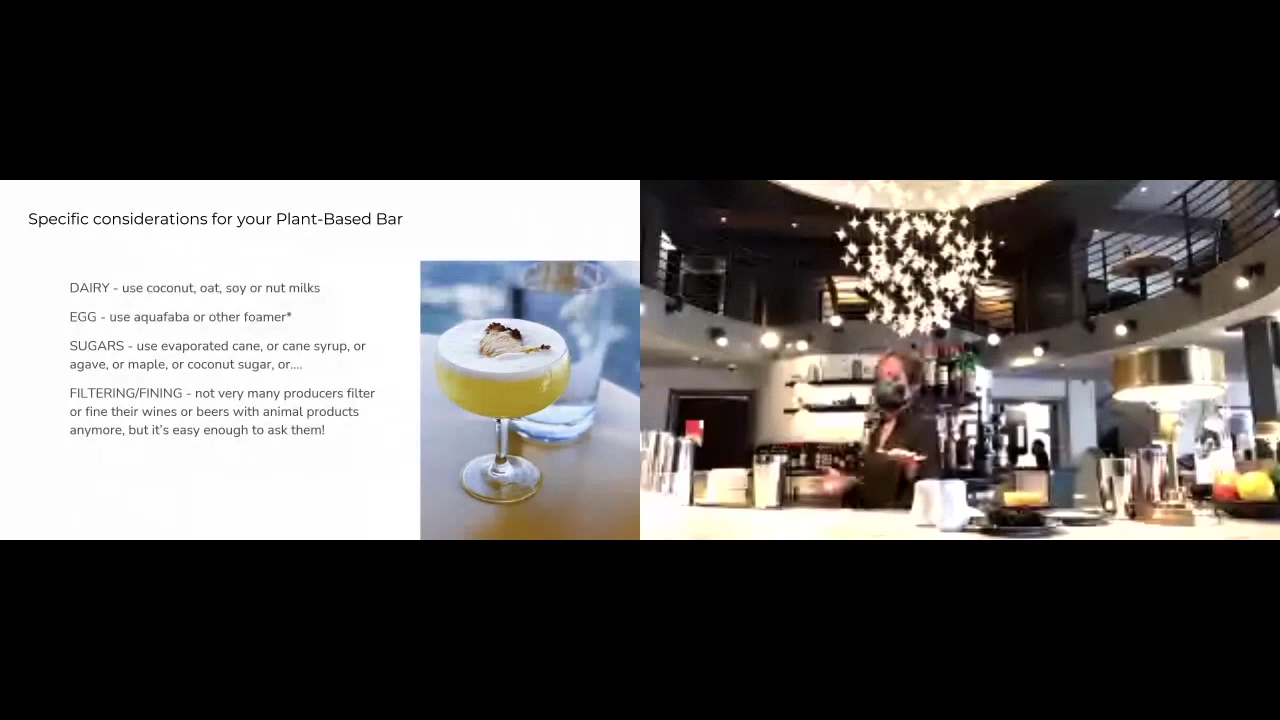 Specific considerations for your Plant-Based Bar
DAIRY - use coconut, oat, soy or nut milks
EGG - use aquafaba or other foamer*
SUGARS - use evaporated cane, or cane syrup, or
agave, or maple, or coconut sugar, or....
FILTERING/FINING - not very many producers filter
or fine their wines or beers with animal products
anymore, but it’s easy enough to ask them!